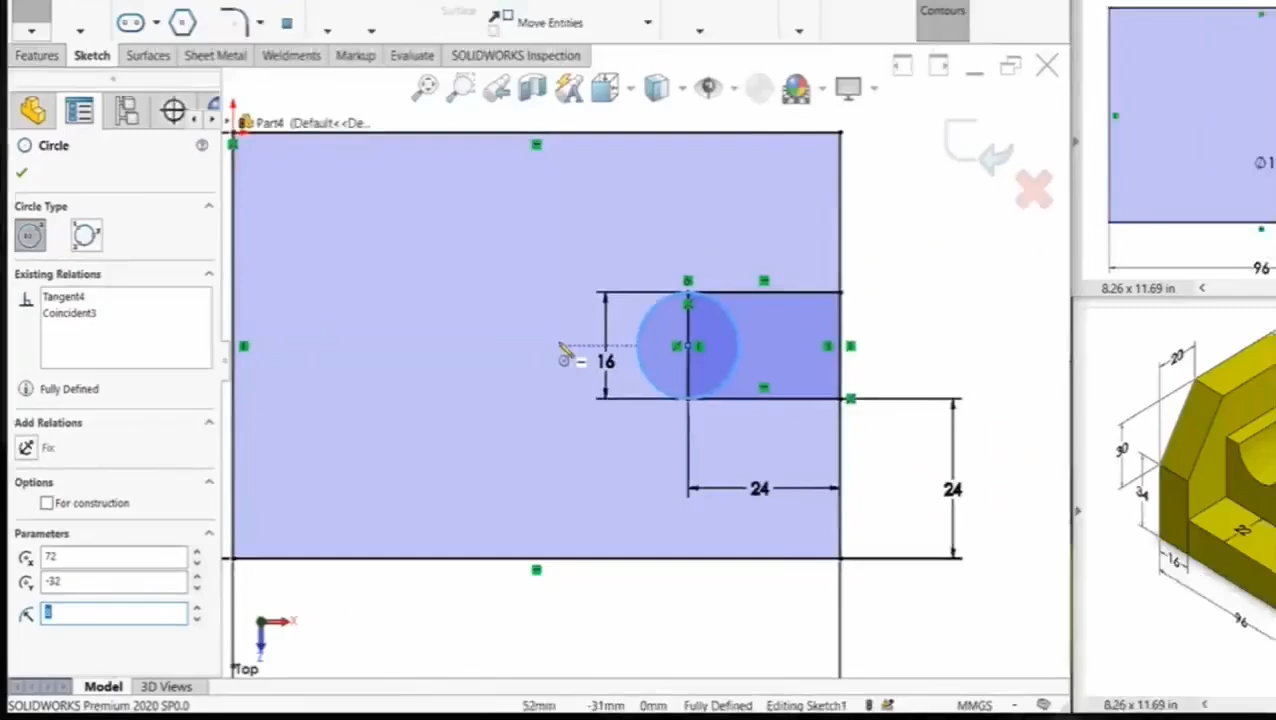 Surface
Move Entities
Contours
Features
Sketch
Sheet Metal
Surfaces
Weldments
Markup
Evaluate
SOLIDWORKS Inspection
Part4 (Default<<De...
Circle
Circle Type
Existing Relations
Tangent4
Coincident3
Fully Defined
Add Relations
Fix
Options
For construction
Parameters
72
-32
16
24
24
X
Z
*Top
96
8.26 x 11.69 in
20
30
34
22
16
96
Model
3D Views
SOLIDWORKS Premium 2020 SP0.0
52mm
-31mm
0mm
Fully Defined
Editing Sketch1
MMGS
-
8.26 x 11.69 in